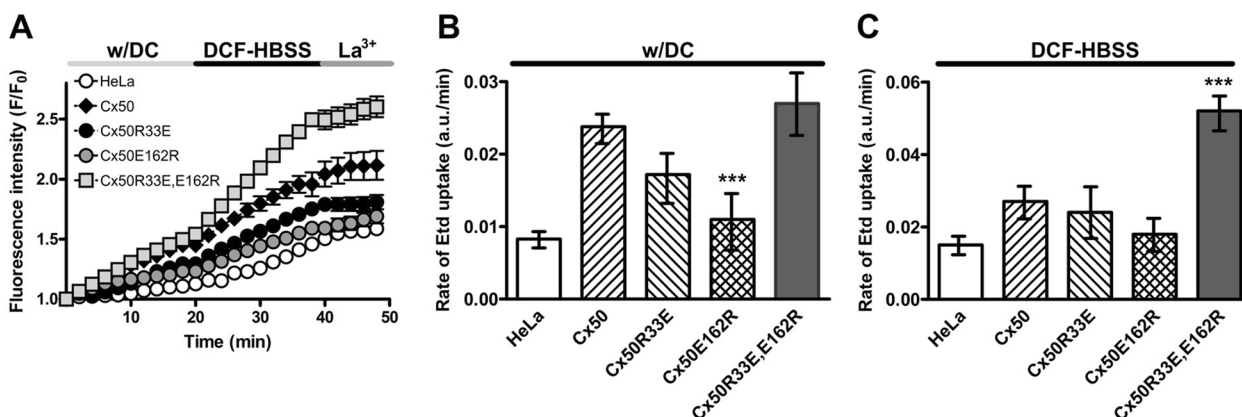 A
w/DC DCF-HBSS La³⁺
HeLa
Cx50
Cx50R33E
Cx50E162R
Cx50R33E,E162R
Fluorescence intensity (F/F₀)
2.5
2.0
1.5
1.0
10 20 30 40 50
Time (min)
B
w/DC
Rate of Etd uptake (a.u./min)
0.03
0.02
0.01
0.00
***
HeLa
Cx50
Cx50R33E
Cx50E162R
Cx50R33E,E162R
C
DCF-HBSS
Rate of Etd uptake (a.u./min)
0.06
0.04
0.02
0.00
***
HeLa
Cx50
Cx50R33E
Cx50E162R
Cx50R33E,E162R